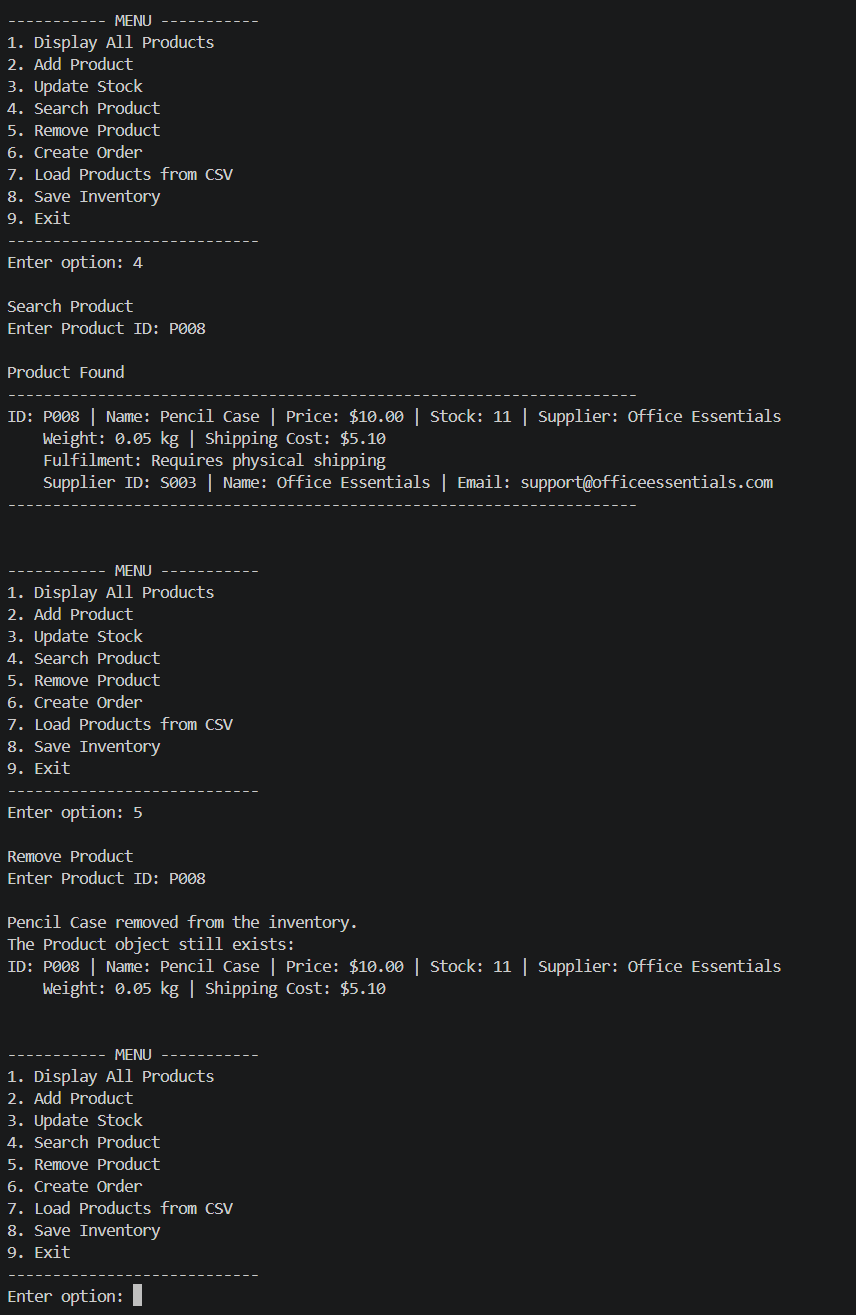 ----------- MENU -----------
1. Display All Products
2. Add Product
3. Update Stock
4. Search Product
5. Remove Product
6. Create Order
7. Load Products from CSV
8. Save Inventory
9. Exit
----------------------------
Enter option: 4
Search Product
Enter Product ID: P008
Product Found
----------------------------------------------------------------------
ID: P008 | Name: Pencil Case | Price: $10.00 | Stock: 11 | Supplier: Office Essentials
    Weight: 0.05 kg | Shipping Cost: $5.10
    Fulfilment: Requires physical shipping
    Supplier ID: S003 | Name: Office Essentials | Email: support@officeessentials.com
----------------------------------------------------------------------
----------- MENU -----------
1. Display All Products
2. Add Product
3. Update Stock
4. Search Product
5. Remove Product
6. Create Order
7. Load Products from CSV
8. Save Inventory
9. Exit
----------------------------
Enter option: 5
Remove Product
Enter Product ID: P008
Pencil Case removed from the inventory.
The Product object still exists:
ID: P008 | Name: Pencil Case | Price: $10.00 | Stock: 11 | Supplier: Office Essentials
    Weight: 0.05 kg | Shipping Cost: $5.10
----------- MENU -----------
1. Display All Products
2. Add Product
3. Update Stock
4. Search Product
5. Remove Product
6. Create Order
7. Load Products from CSV
8. Save Inventory
9. Exit
----------------------------
Enter option: